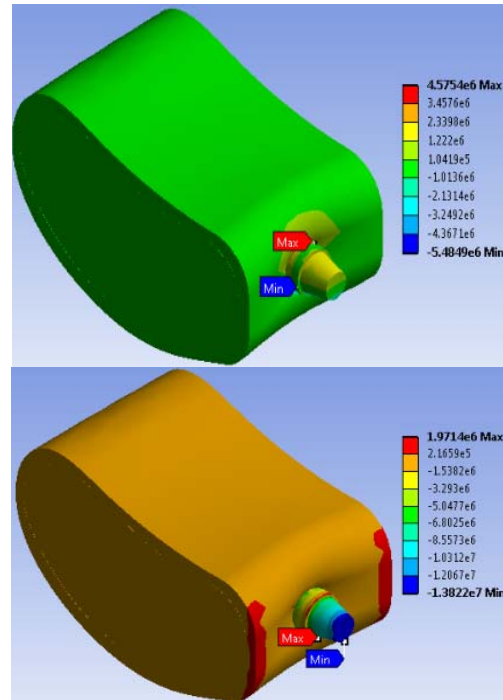 4.5754e6 Max
3.4576e6
2.3398e6
1.222e6
1.0419e5
-1.0136e6
-2.1314e6
-3.2492e6
-4.3671e6
-5.4849e6 Min
Max
Min
1.9714e6 Max
2.1659e5
-1.5382e6
-3.293e6
-5.0477e6
-6.8025e6
-8.5573e6
-1.0312e7
-1.2067e7
-1.3822e7 Min
Max
Min